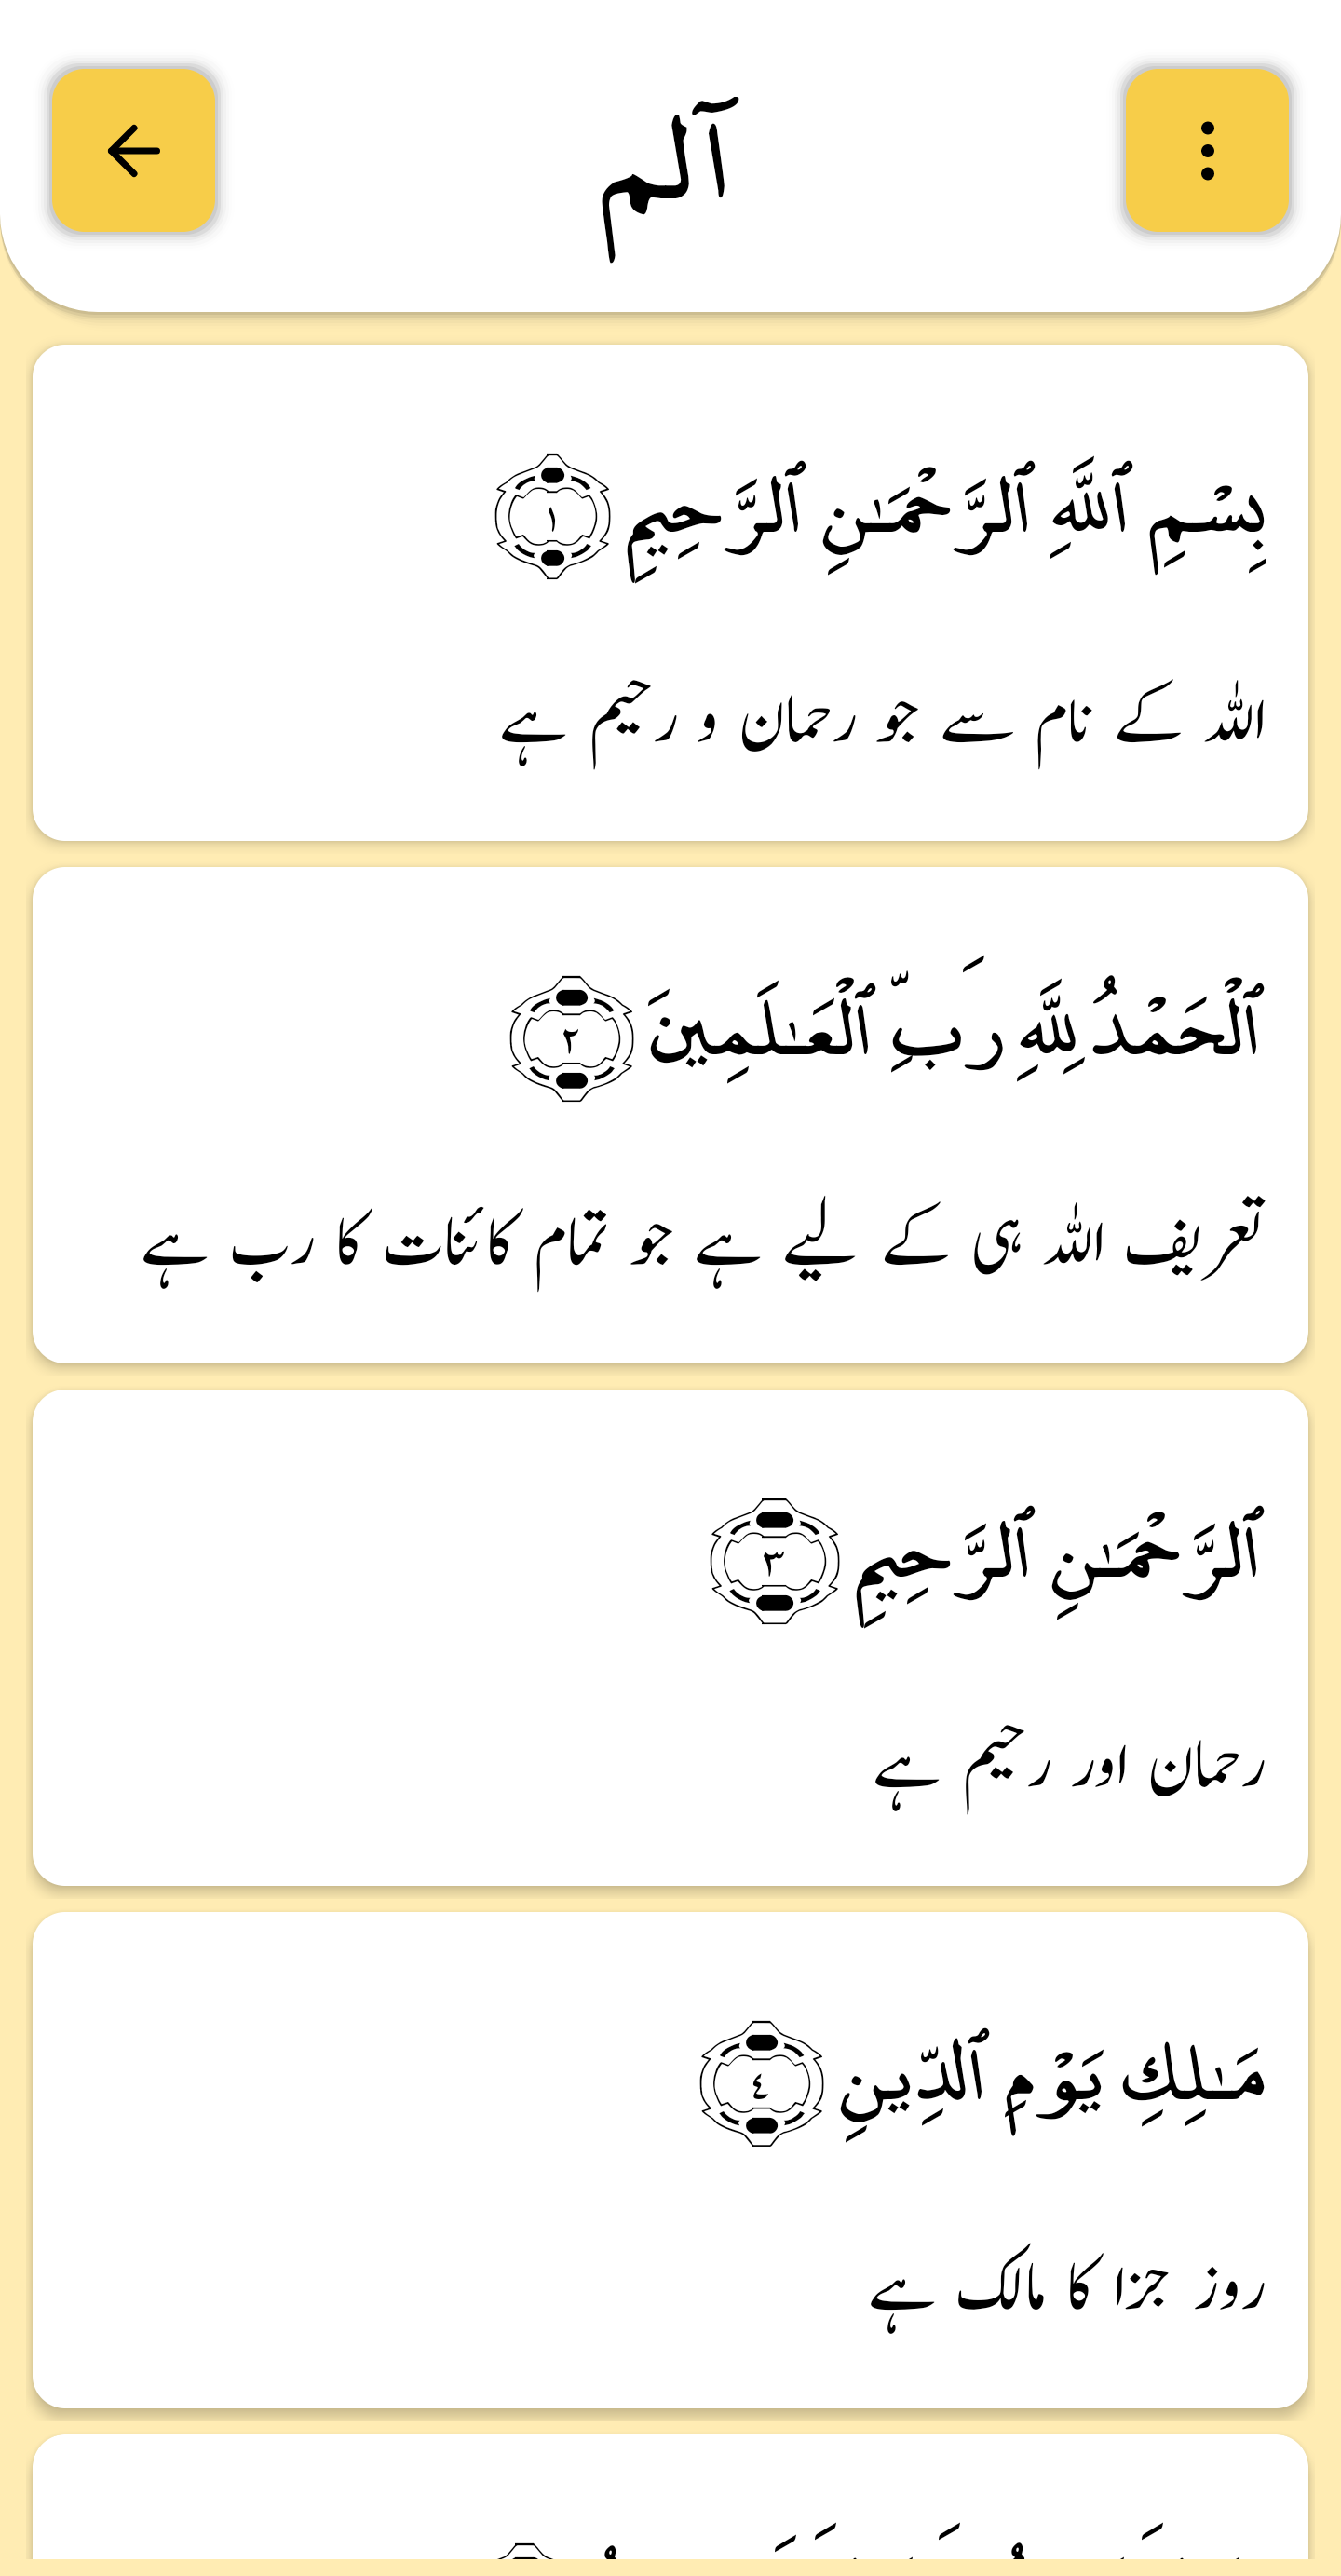 آلم
بِسْمِ ٱللَّهِ ٱلرَّحْمَـٰنِ ٱلرَّحِيمِ ١
اللہ کے نام سے جو رحمان و رحیم ہے
ٱلْحَمْدُ لِلَّهِ رَبِّ ٱلْعَـٰلَمِينَ ٢
تعریف اللہ ہی کے لیے ہے جو تمام کائنات کا رب ہے
ٱلرَّحْمَـٰنِ ٱلرَّحِيمِ ٣
رحمان اور رحیم ہے
مَـٰلِكِ يَوْمِ ٱلدِّينِ ٤
روز جزا کا مالک ہے